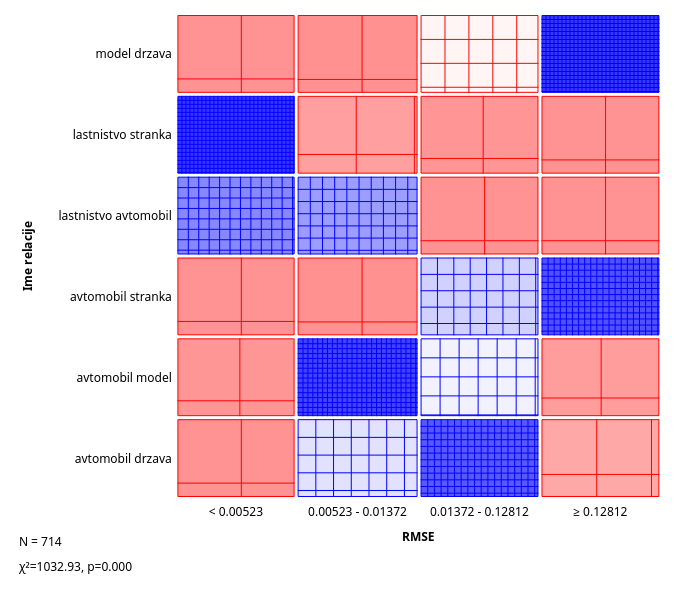 model drzava
lastnistvo stranka
lastnistvo avtomobil
avtomobil stranka
avtomobil model
avtomobil drzava
Ime relacije
< 0.00523
0.00523 - 0.01372
0.01372 - 0.12812
≥ 0.12812
RMSE
N = 714
χ²=1032.93, p=0.000